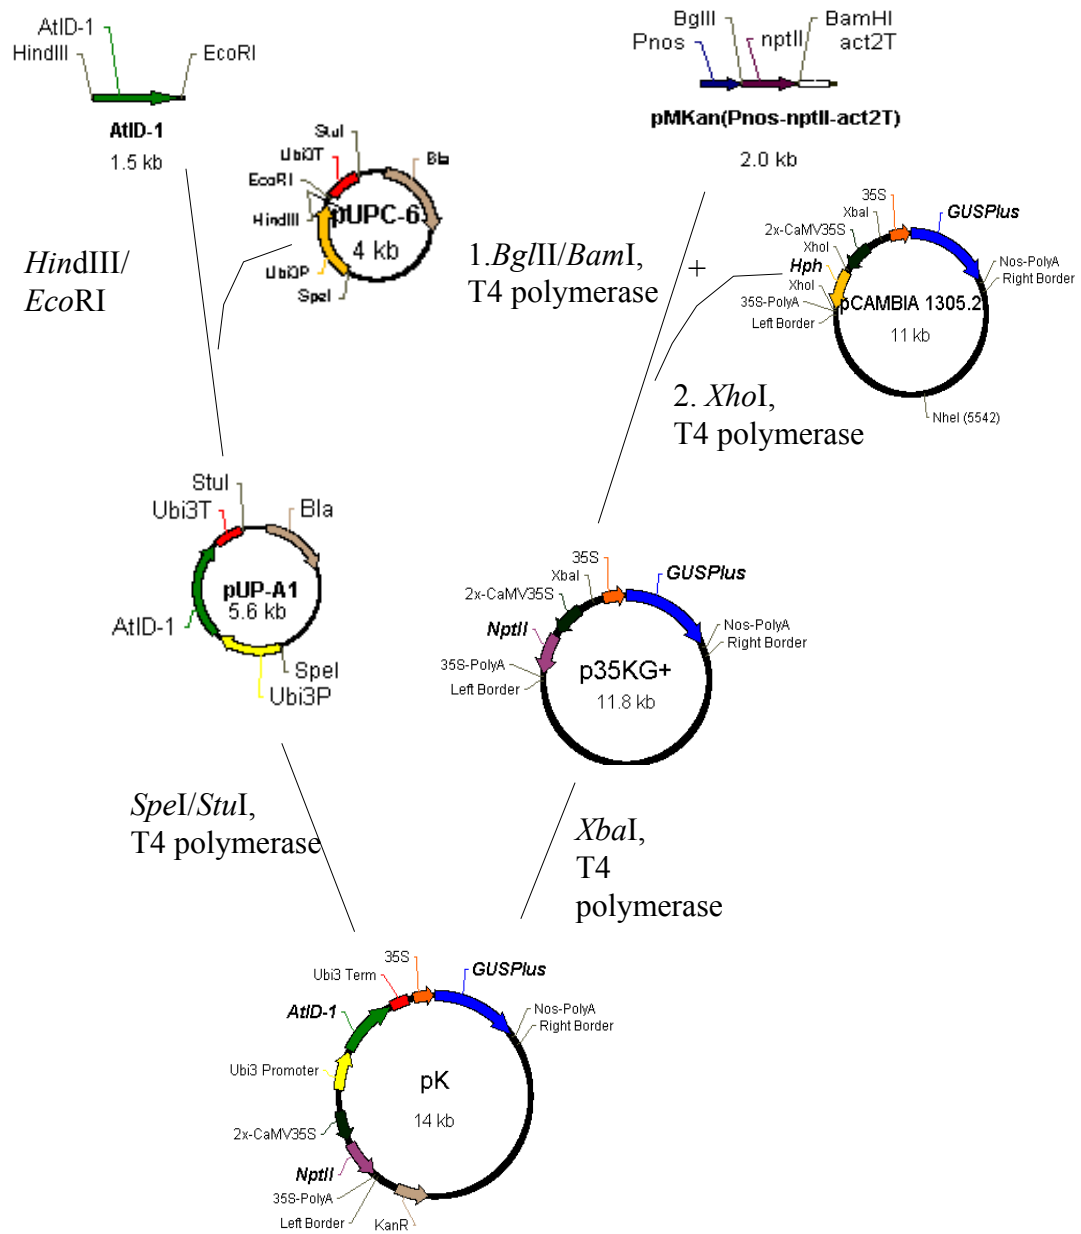 AtID-1
HindIII
EcoRI
AtID-1
1.5 kb
BglII
BamHI
Pnos
nptII
act2T
pMKan(Pnos-nptII-act2T)
2.0 kb
StuI
Ubi3T
Bla
EcoRI
HindIII
pUPC-6
4 kb
Ubi3P
SpeI
HindIII/
EcoRI
1.BglII/BamI,
T4 polymerase
+
35S
XbaI
GUSPlus
2x-CaMV35S
XhoI
Hph
XhoI
Nos-PolyA
Right Border
35S-PolyA
Left Border
pCAMBIA 1305.2
11 kb
NheI (5542)
2. XhoI,
T4 polymerase
StuI
Ubi3T
Bla
pUP-A1
5.6 kb
AtID-1
SpeI
Ubi3P
35S
XbaI
GUSPlus
2x-CaMV35S
NptII
Nos-PolyA
Right Border
35S-PolyA
Left Border
p35KG+
11.8 kb
SpeI/StuI,
T4 polymerase
XbaI,
T4
polymerase
35S
Ubi3 Term
GUSPlus
AtID-1
Nos-PolyA
Right Border
Ubi3 Promoter
pK
14 kb
2x-CaMV35S
NptII
35S-PolyA
Left Border
KanR